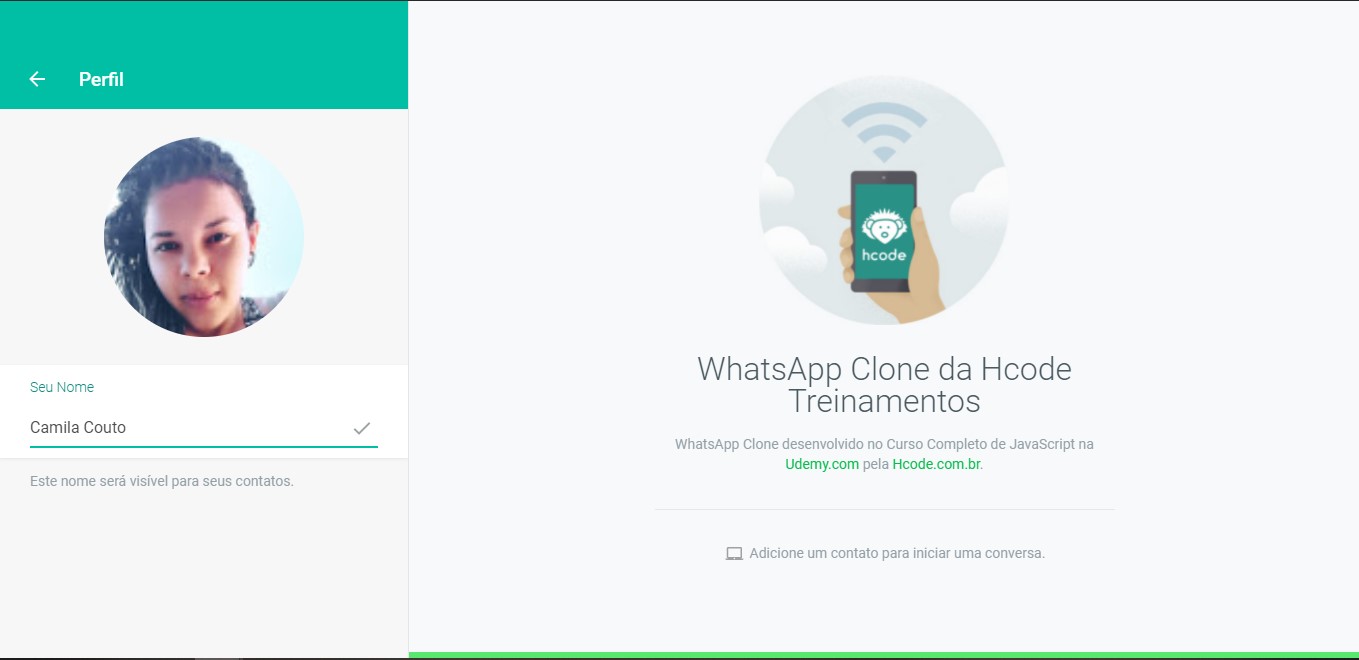 Perfil
Seu Nome
Camila Couto
Este nome será visível para seus contatos.
hcode
WhatsApp Clone da Hcode
Treinamentos
WhatsApp Clone desenvolvido no Curso Completo de JavaScript na
Udemy.com pela Hcode.com.br.
Adicione um contato para iniciar uma conversa.